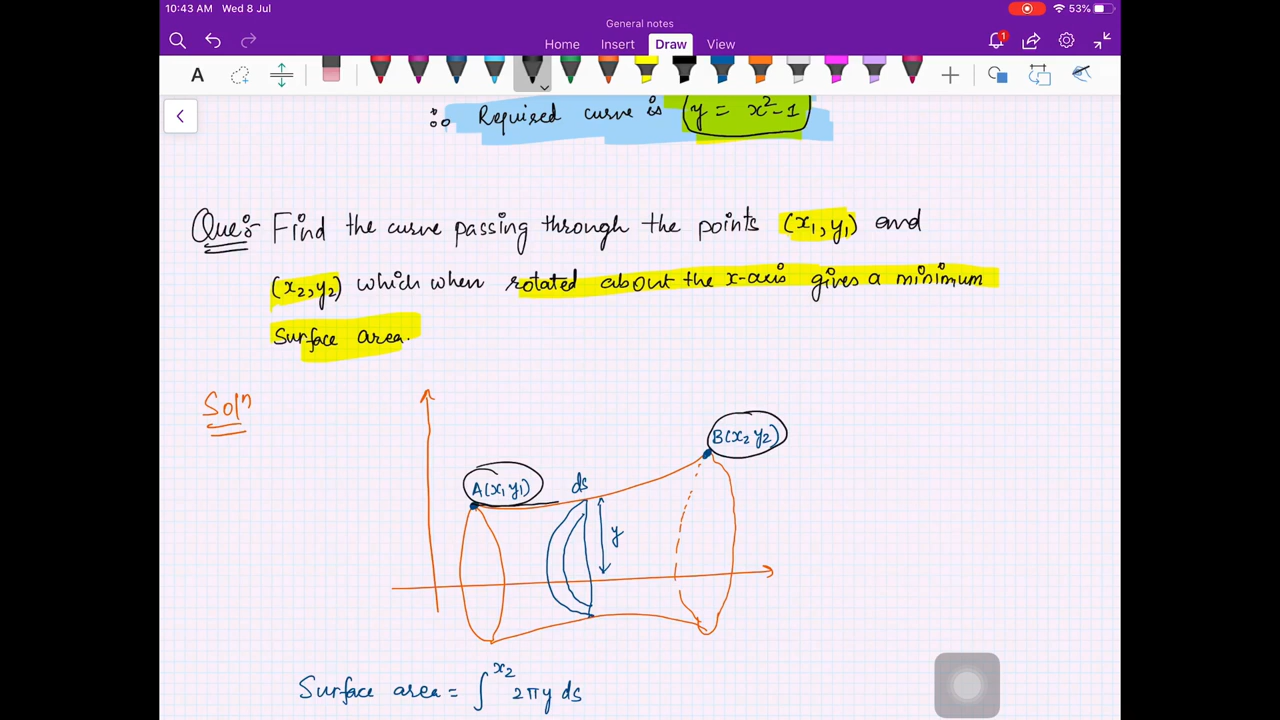 10:43 AM Wed 8 Jul
53%
General notes
Home Insert Draw View
1
A
∴ Required curve is y = x²-1
Que:- Find the curve passing through the points (x₁,y₁) and
(x₂,y₂) which when rotated about the x-axis gives a minimum
Surface area.
Solⁿ
B(x₂ y₂)
A(x₁ y₁) ds
y
Surface area = ∫^x₂ 2πy ds